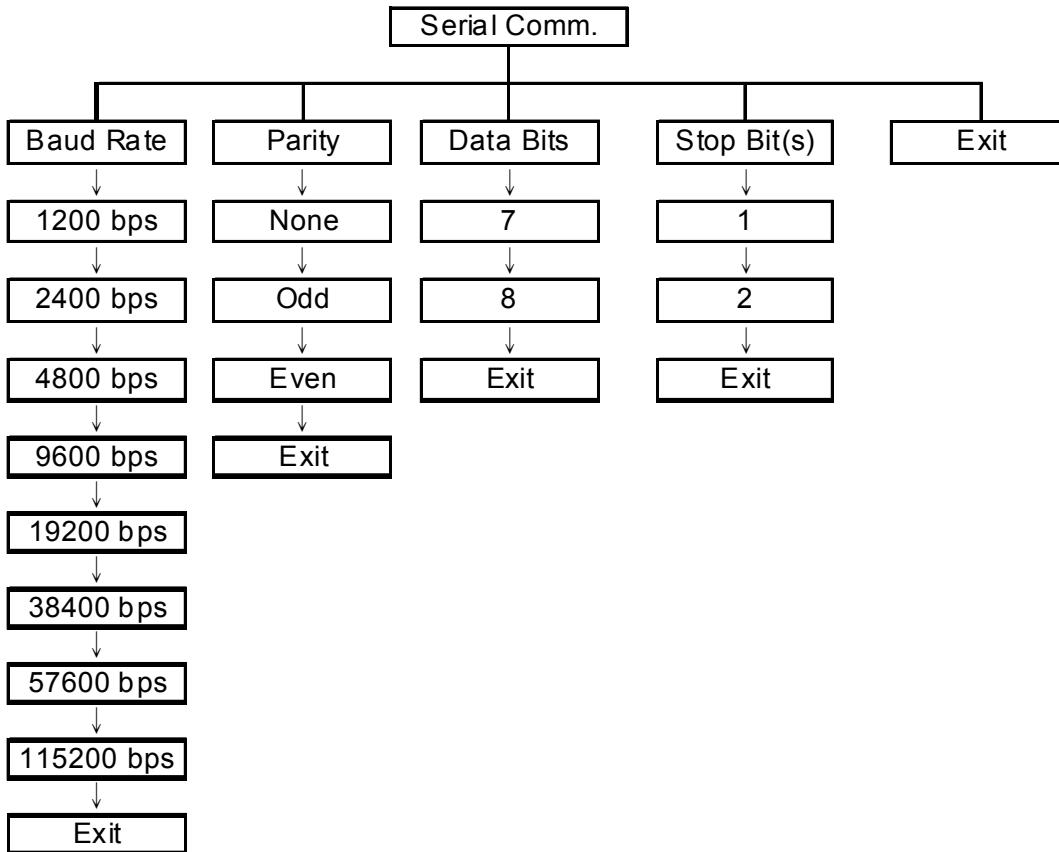 Serial Comm.
Baud Rate
Parity
Data Bits
Stop Bit(s)
Exit
1200 bps
None
7
1
2400 bps
Odd
8
2
4800 bps
Even
Exit
Exit
9600 bps
Exit
19200 bps
38400 bps
57600 bps
115200 bps
Exit